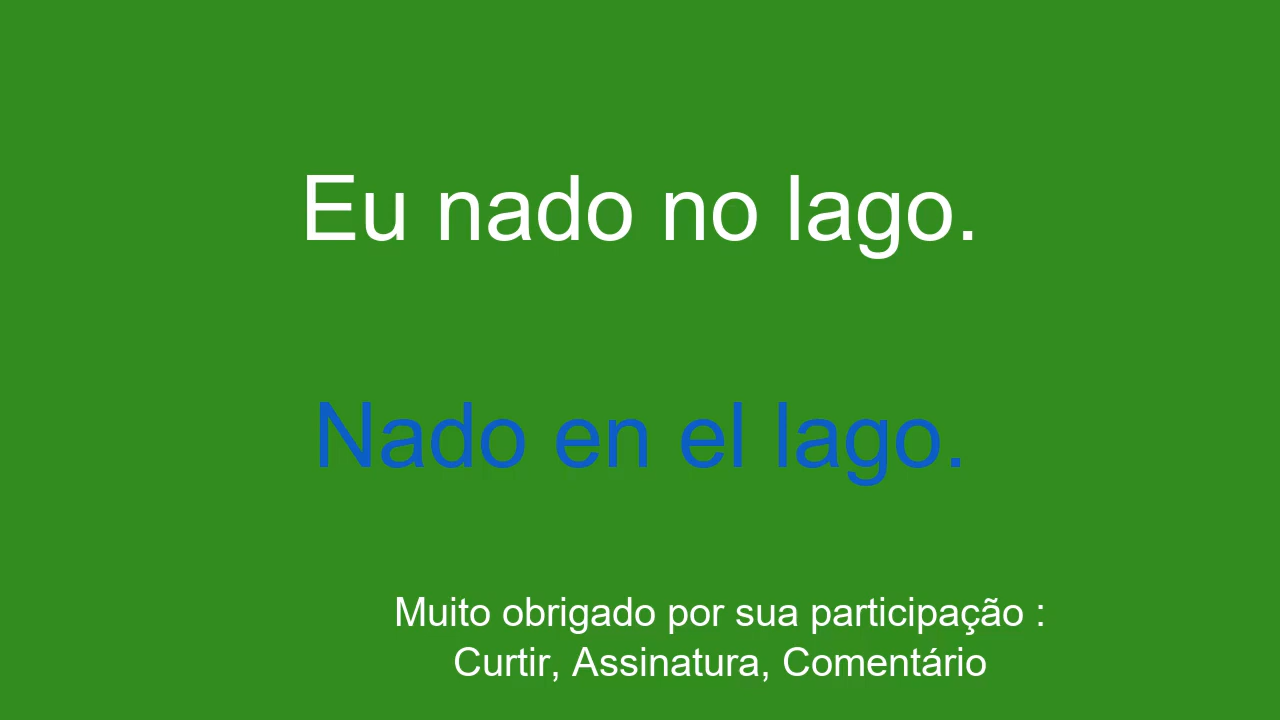 Eu nado no lago.
Nado en el lago.
Muito obrigado por sua participação :
Curtir, Assinatura, Comentário